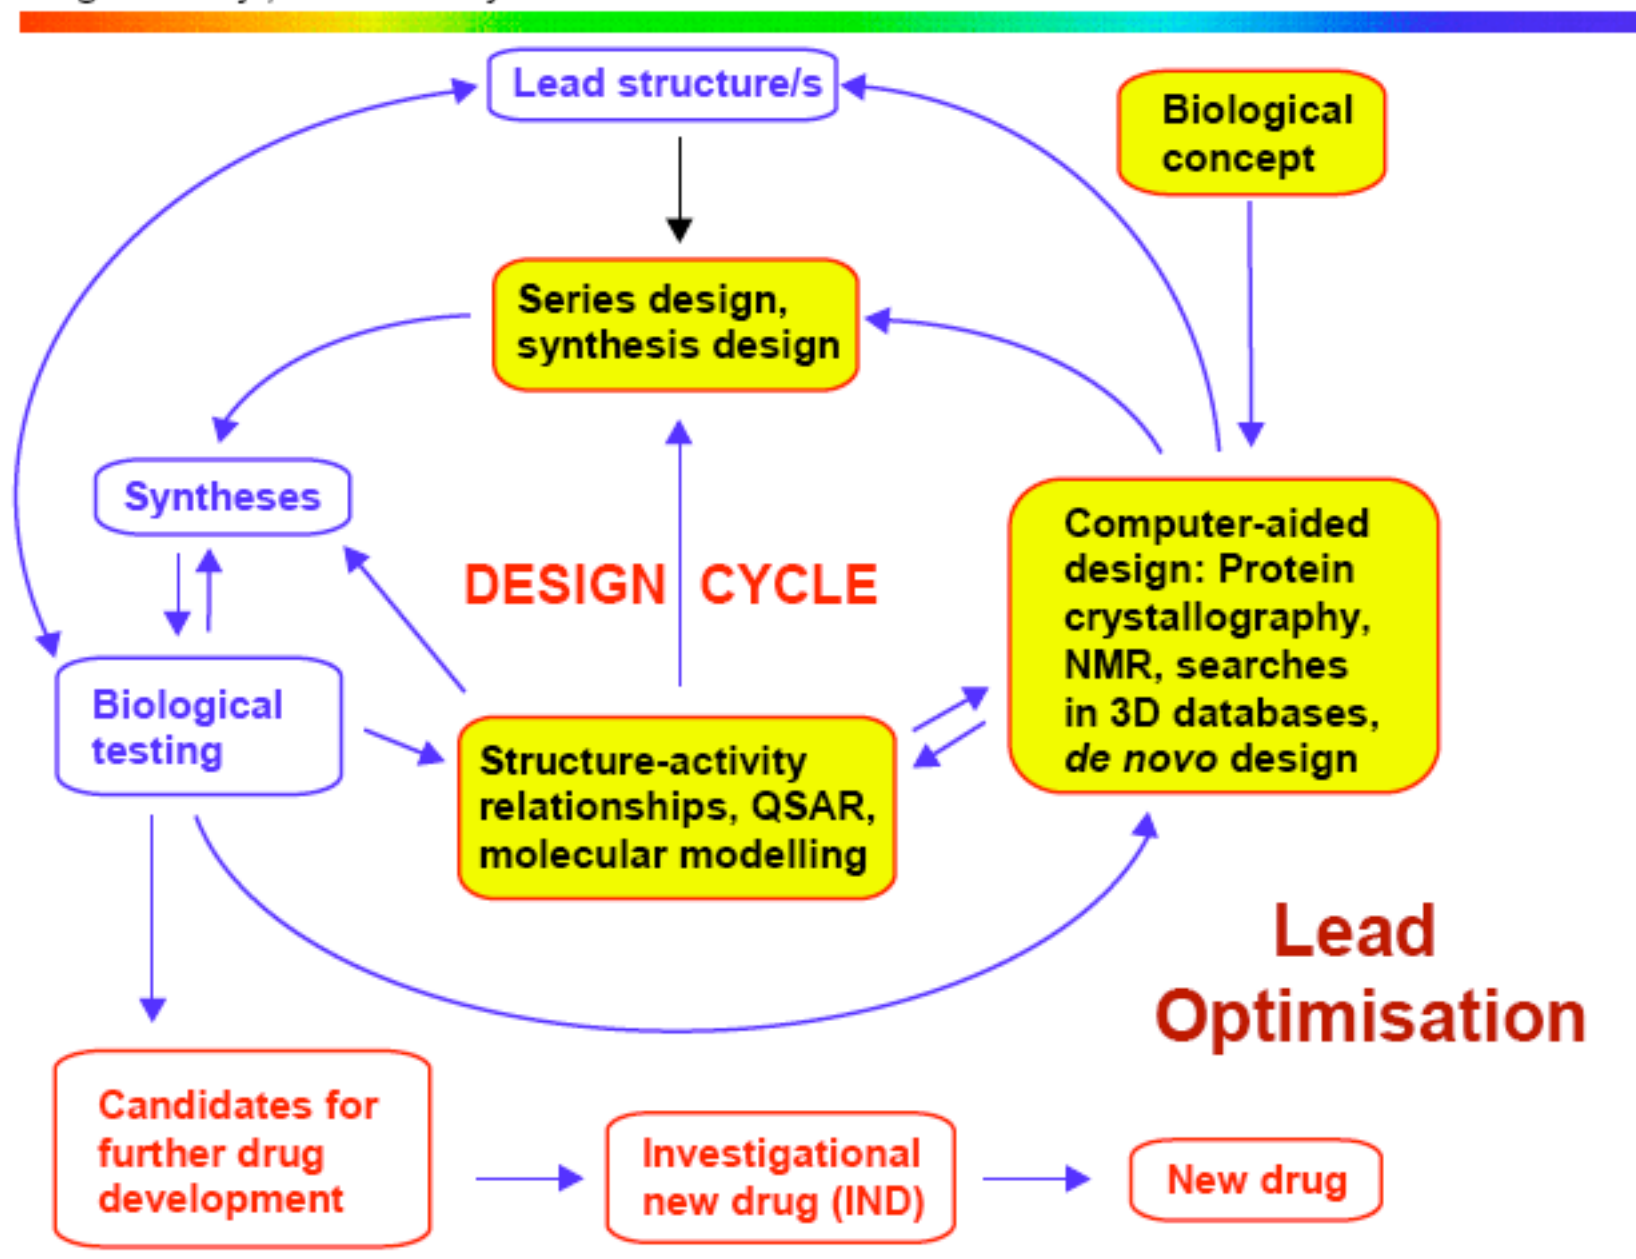 Lead structure/s
Biological
concept
Series design,
synthesis design
Syntheses
DESIGN CYCLE
Computer-aided
design: Protein
crystallography,
NMR, searches
in 3D databases,
de novo design
Biological
testing
Structure-activity
relationships, QSAR,
molecular modelling
Lead
Optimisation
Candidates for
further drug
development
Investigational
new drug (IND)
New drug